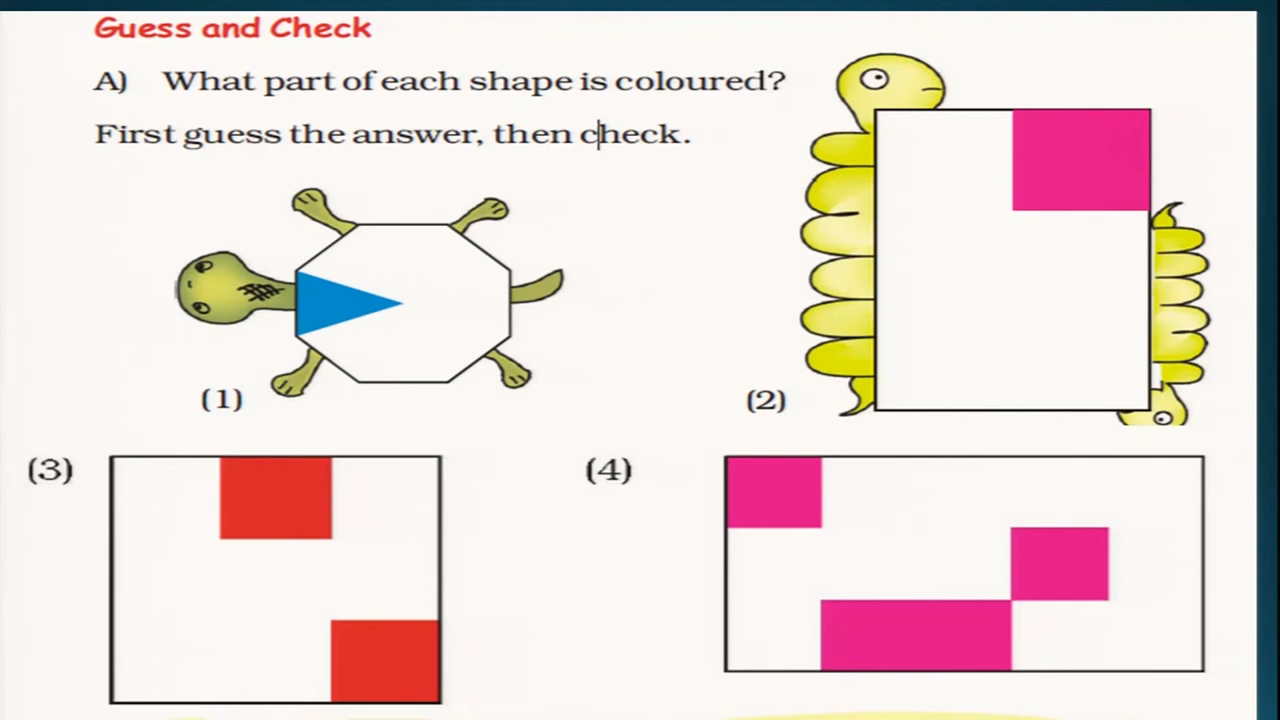 Guess and Check
A) What part of each shape is coloured?
First guess the answer, then check.
(1)
(2)
(3)
(4)